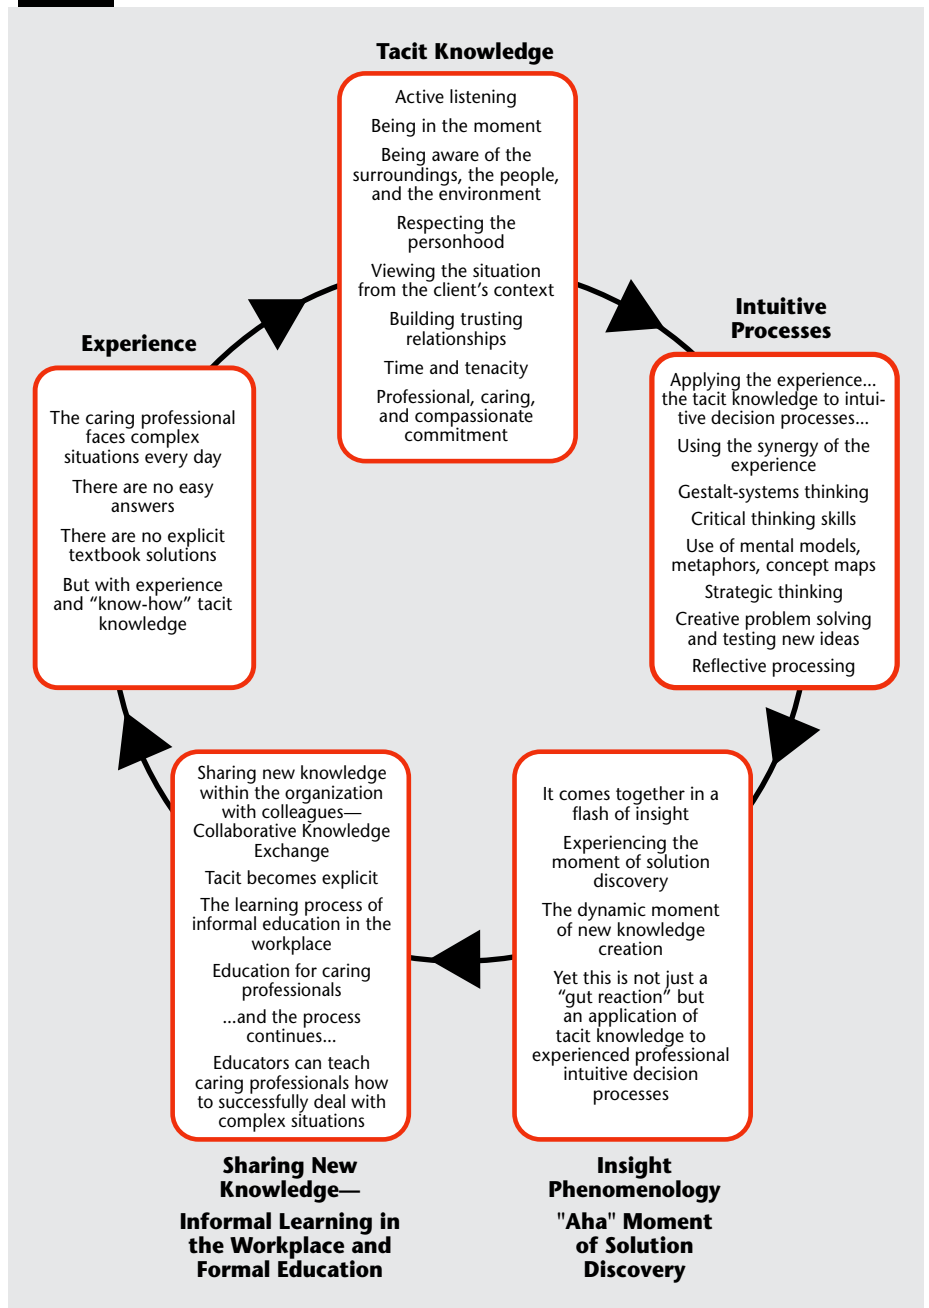 Tacit Knowledge
Active listening
Being in the moment
Being aware of the
surroundings, the people,
and the environment
Respecting the
personhood
Viewing the situation
from the client’s context
Building trusting
relationships
Time and tenacity
Professional, caring,
and compassionate
commitment
Intuitive
Processes
Applying the experience...
the tacit knowledge to intui-
tive decision processes...
Using the synergy of the
experience
Gestalt-systems thinking
Critical thinking skills
Use of mental models,
metaphors, concept maps
Strategic thinking
Creative problem solving
and testing new ideas
Reflective processing
It comes together in a
flash of insight
Experiencing the
moment of solution
discovery
The dynamic moment
of new knowledge
creation
Yet this is not just a
“gut reaction” but
an application of
tacit knowledge to
experienced professional
intuitive decision
processes
Insight
Phenomenology
"Aha" Moment
of Solution
Discovery
Sharing new knowledge
within the organization
with colleagues—
Collaborative Knowledge
Exchange
Tacit becomes explicit
The learning process of
informal education in the
workplace
Education for caring
professionals
...and the process
continues...
Educators can teach
caring professionals how
to successfully deal with
complex situations
Sharing New
Knowledge—
Informal Learning in
the Workplace and
Formal Education
Experience
The caring professional
faces complex
situations every day
There are no easy
answers
There are no explicit
textbook solutions
But with experience
and “know-how” tacit
knowledge